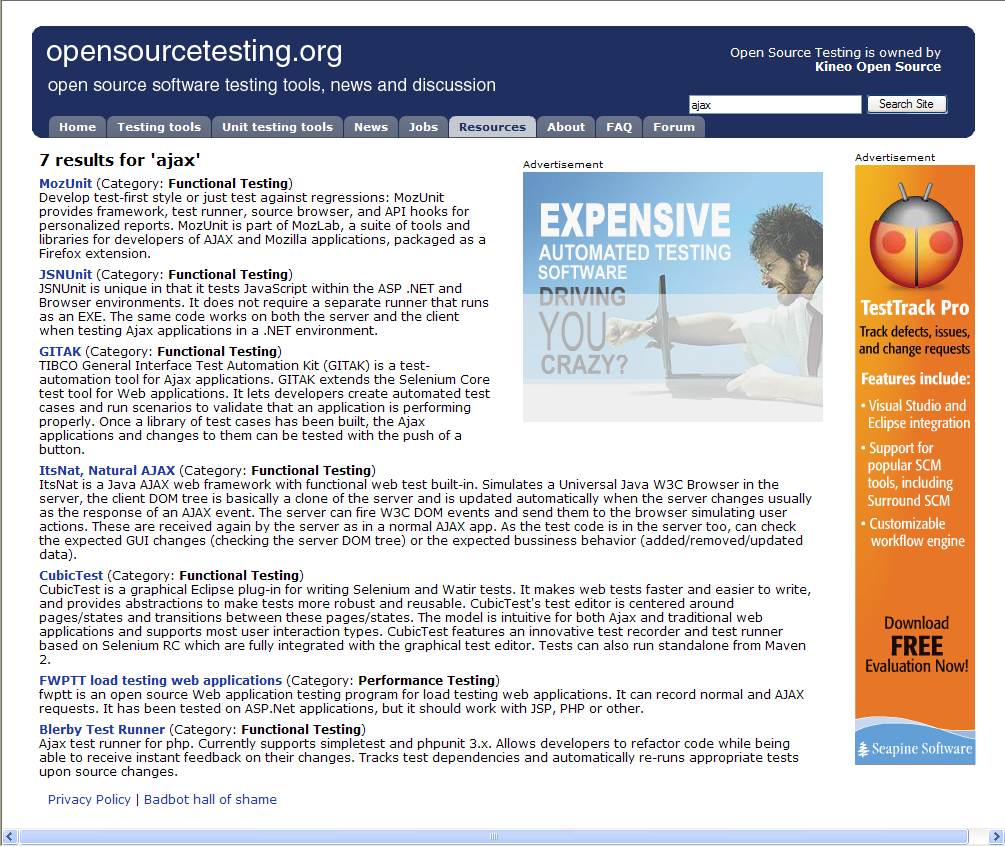 opensourcetesting.org
open source software testing tools, news and discussion
Open Source Testing is owned by
Kineo Open Source
ajax
Search Site
Home
Testing tools
Unit testing tools
News
Jobs
Resources
About
FAQ
Forum
7 results for 'ajax'
MozUnit (Category: Functional Testing)
Develop test-first style or just test against regressions: MozUnit
provides framework, test runner, source browser, and API hooks for
personalized reports. MozUnit is part of MozLab, a suite of tools and
libraries for developers of AJAX and Mozilla applications, packaged as a
Firefox extension.
JSNUnit (Category: Functional Testing)
JSNUnit is unique in that it tests JavaScript within the ASP .NET and
Browser environments. It does not require a separate runner that runs
as an EXE. The same code works on both the server and the client
when testing Ajax applications in a .NET environment.
GITAK (Category: Functional Testing)
TIBCO General Interface Test Automation Kit (GITAK) is a test-
automation tool for Ajax applications. GITAK extends the Selenium Core
test tool for Web applications. It lets developers create automated test
cases and run scenarios to validate that an application is performing
properly. Once a library of test cases has been built, the Ajax
applications and changes to them can be tested with the push of a
button.
ItsNat, Natural AJAX (Category: Functional Testing)
ItsNat is a Java AJAX web framework with functional web test built-in. Simulates a Universal Java W3C Browser in the
server, the client DOM tree is basically a clone of the server and is updated automatically when the server changes usually
as the response of an AJAX event. The server can fire W3C DOM events and send them to the browser simulating user
actions. These are received again by the server as in a normal AJAX app. As the test code is in the server too, can check
the expected GUI changes (checking the server DOM tree) or the expected bussiness behavior (added/removed/updated
data).
CubicTest (Category: Functional Testing)
CubicTest is a graphical Eclipse plug-in for writing Selenium and Watir tests. It makes web tests faster and easier to write,
and provides abstractions to make tests more robust and reusable. CubicTest's test editor is centered around
pages/states and transitions between these pages/states. The model is intuitive for both Ajax and traditional web
applications and supports most user interaction types. CubicTest features an innovative test recorder and test runner
based on Selenium RC which are fully integrated with the graphical test editor. Tests can also run standalone from Maven
2.
FWPTT load testing web applications (Category: Performance Testing)
fwptt is an open source Web application testing program for load testing web applications. It can record normal and AJAX
requests. It has been tested on ASP.Net applications, but it should work with JSP, PHP or other.
Blerby Test Runner (Category: Functional Testing)
Ajax test runner for php. Currently supports simpletest and phpunit 3.x. Allows developers to refactor code while being
able to receive instant feedback on their changes. Tracks test dependencies and automatically re-runs appropriate tests
upon source changes.
Privacy Policy | Badbot hall of shame
Advertisement
EXPENSIVE
AUTOMATED TESTING
SOFTWARE
DRIVING
YOU
CRAZY?
Advertisement
TestTrack Pro
Track defects, issues,
and change requests
Features include:
• Visual Studio and
Eclipse integration
• Support for
popular SCM
tools, including
Surround SCM
• Customizable
workflow engine
Download
FREE
Evaluation Now!
Seapine Software